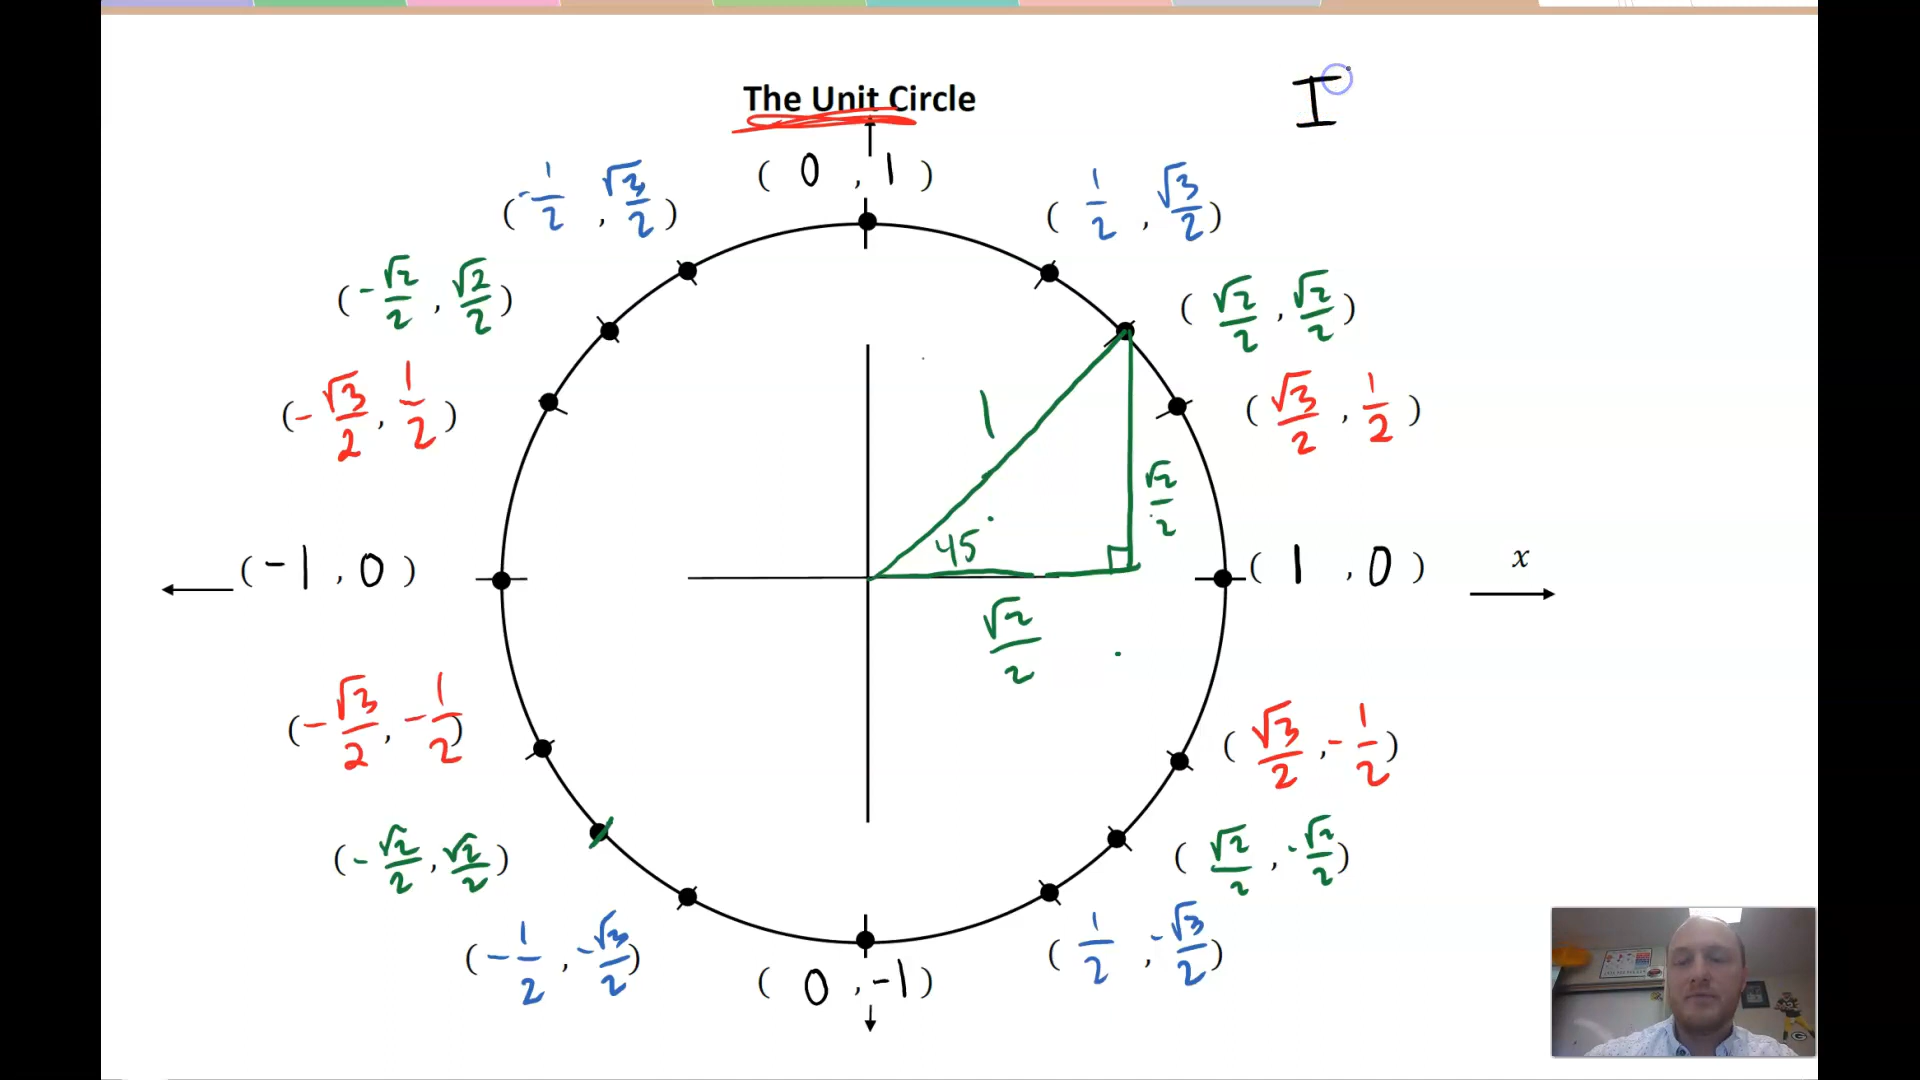 The Unit Circle
I
( 0 , 1 )
(-1/2 , √3/2)
( 1/2 , √3/2)
(-√2/2 , √2/2)
( √2/2 , √2/2 )
(-√3/2 , 1/2 )
( √3/2 , 1/2 )
1
√2/2
45°
(-1 , 0 )
( 1 , 0 )
x
√2/2
(-√3/2 , -1/2)
( √3/2 , -1/2)
(-√2/2 , √2/2 )
( √2/2 , -√2/2)
(-1/2 , -√3/2)
( 1/2 , -√3/2)
( 0 , -1 )